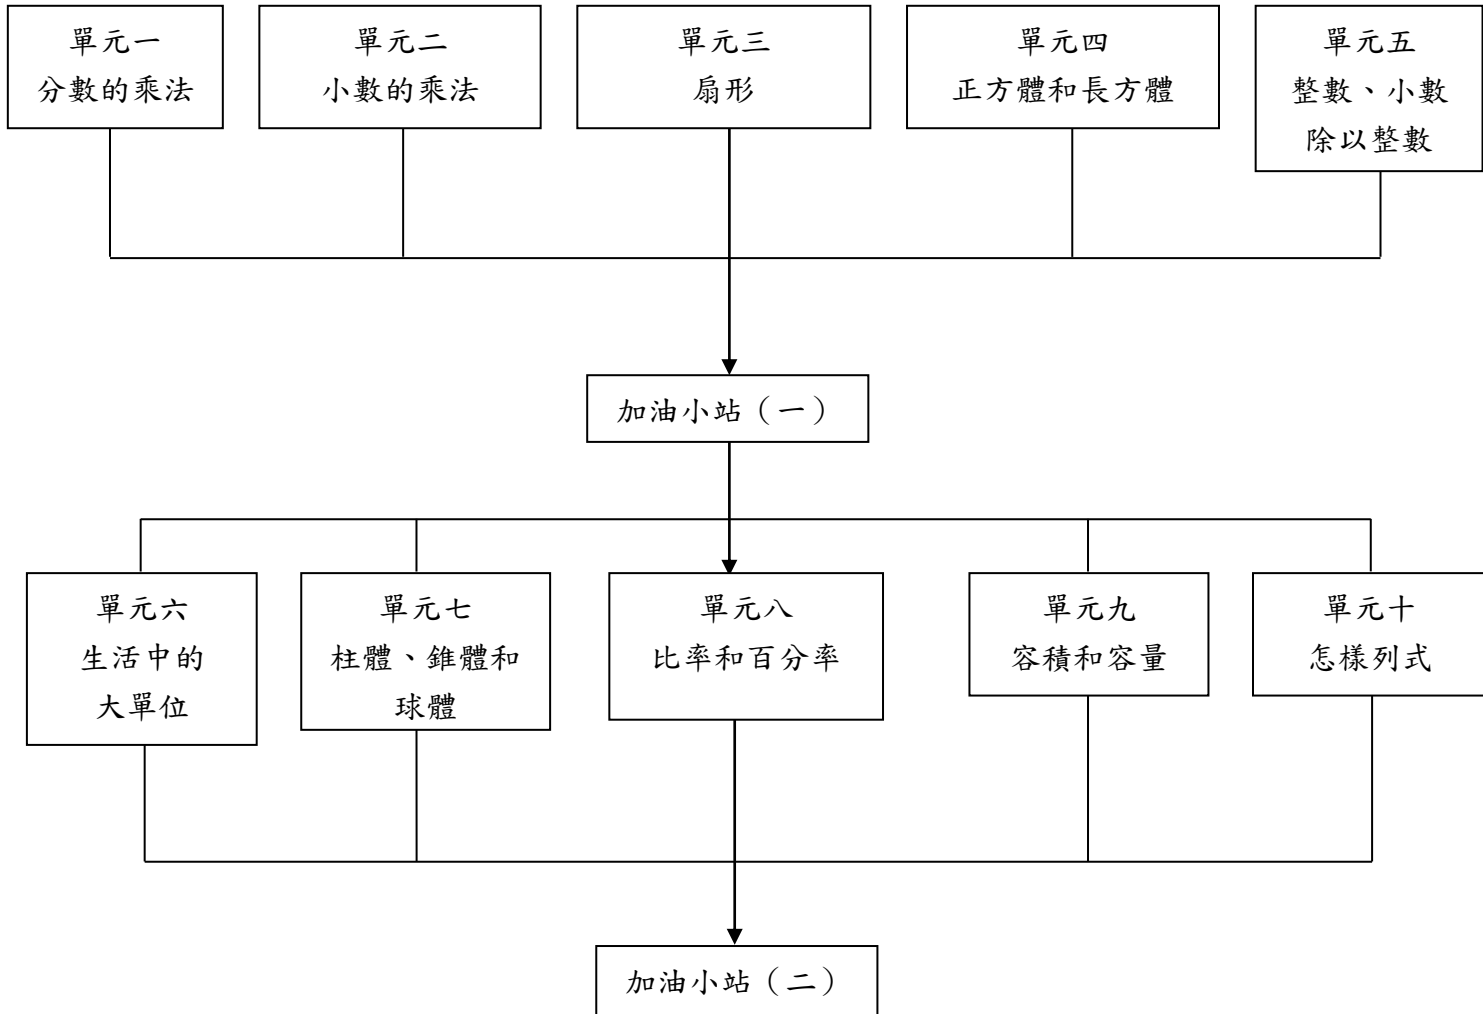 單元一
分數的乘法
單元二
小數的乘法
單元三
扇形
單元四
正方體和長方體
單元五
整數、小數
除以整數
加油小站（一）
單元六
生活中的
大單位
單元七
柱體、錐體和
球體
單元八
比率和百分率
單元九
容積和容量
單元十
怎樣列式
加油小站（二）